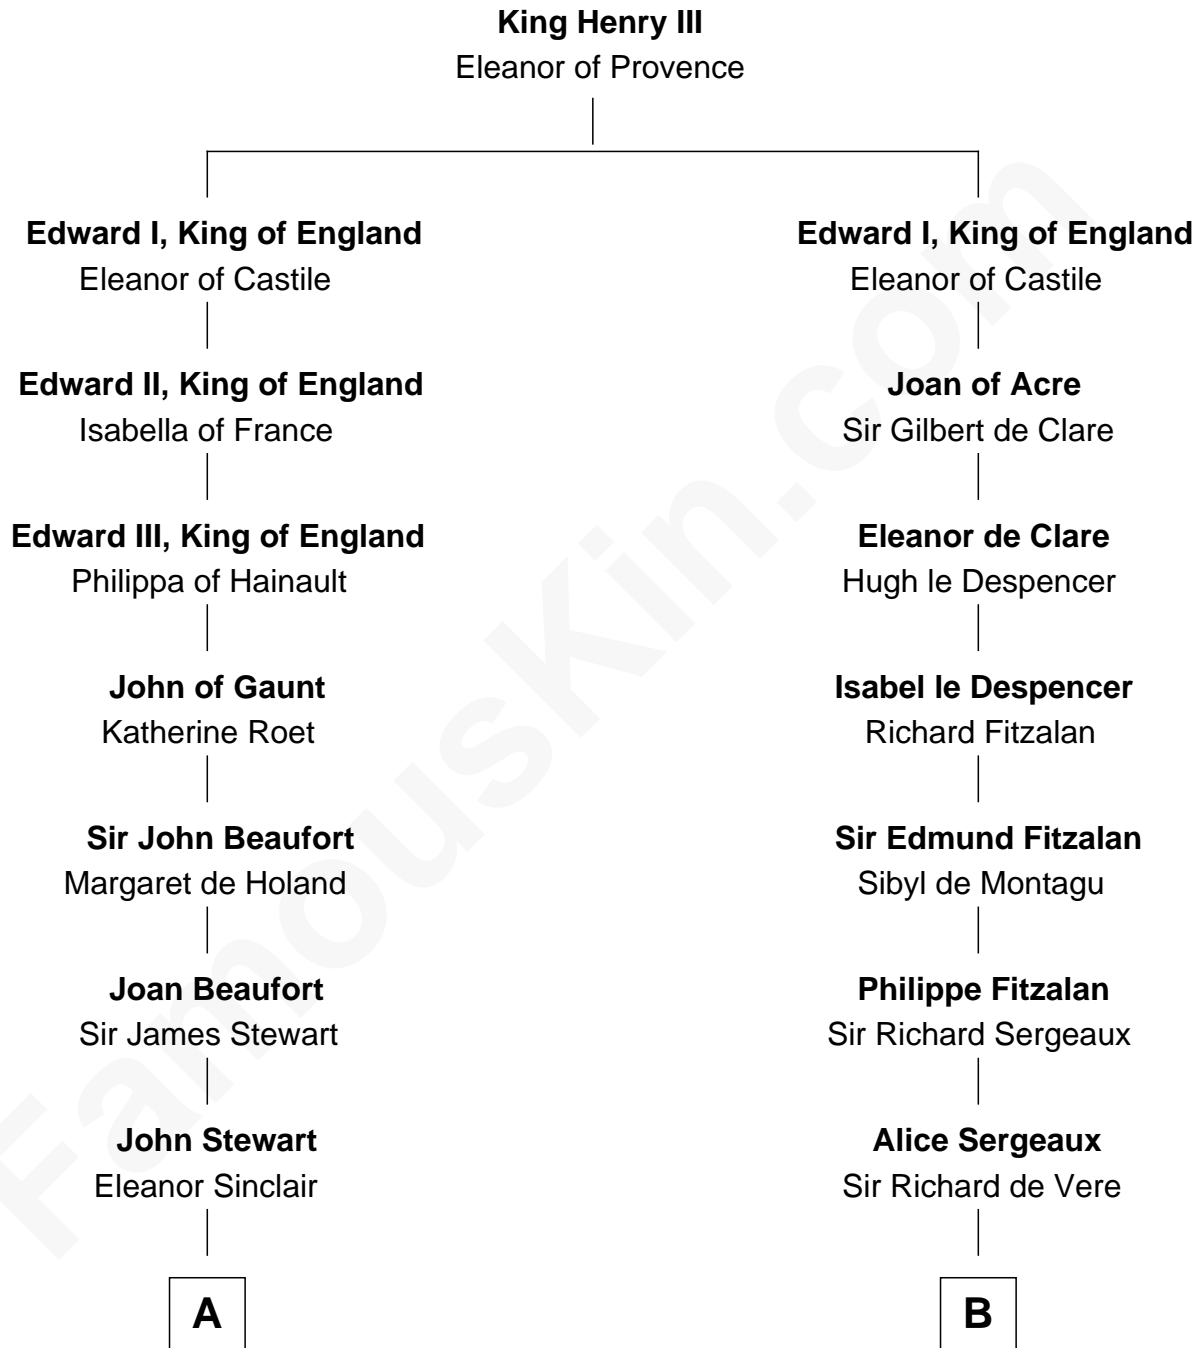 King Henry III
Eleanor of Provence
Edward I, King of England
Eleanor of Castile
Edward II, King of England
Isabella of France
Edward III, King of England
Philippa of Hainault
John of Gaunt
Katherine Roet
Sir John Beaufort
Margaret de Holand
Joan Beaufort
Sir James Stewart
John Stewart
Eleanor Sinclair
A
Edward I, King of England
Eleanor of Castile
Joan of Acre
Sir Gilbert de Clare
Eleanor de Clare
Hugh le Despencer
Isabel le Despencer
Richard Fitzalan
Sir Edmund Fitzalan
Sibyl de Montagu
Philippe Fitzalan
Sir Richard Sergeaux
Alice Sergeaux
Sir Richard de Vere
B
FamousKin.com